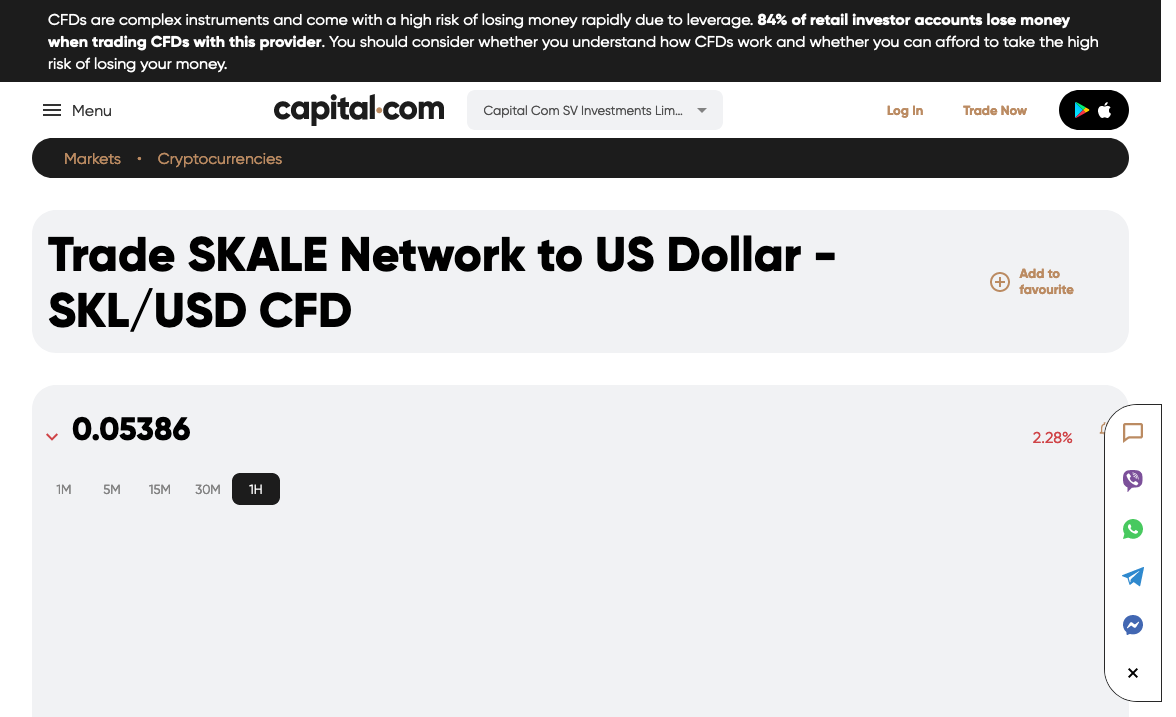 CFDs are complex instruments and come with a high risk of losing money rapidly due to leverage. 84% of retail investor accounts lose money
when trading CFDs with this provider. You should consider whether you understand how CFDs work and whether you can afford to take the high
risk of losing your money.
Menu
capital.com
Capital Com SV Investments Lim...
Log In
Trade Now
Markets
Cryptocurrencies
Trade SKALE Network to US Dollar -
SKL/USD CFD
Add to
favourite
0.05386
2.28%
1M
5M
15M
30M
1H